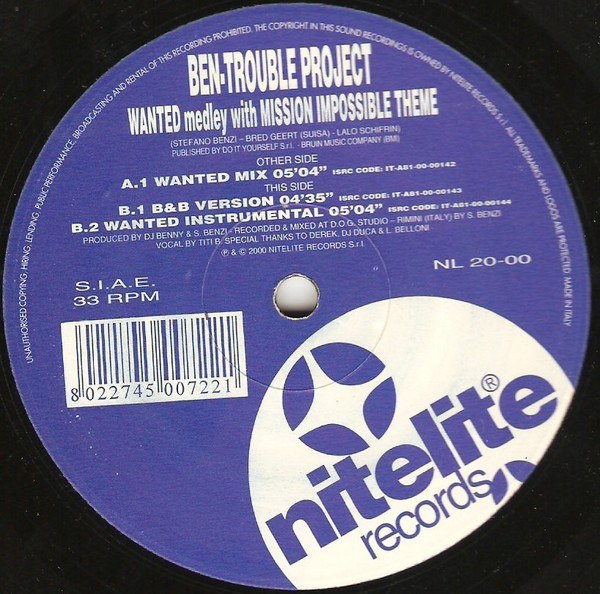 UNAUTHORISED COPYING, HIRING, LENDING, PUBLIC PERFORMANCE, BROADCASTING AND RENTAL OF THIS RECORDING PROHIBITED. THE COPYRIGHT IN THIS SOUND RECORDINGS IS OWNED BY NITELITE RECORDS S.r.l. ALL TRADEMARKS AND LOGOS ARE PROTECTED. MADE IN ITALY
BEN-TROUBLE PROJECT
WANTED medley with MISSION IMPOSSIBLE THEME
(STEFANO BENZI – BRED GEERT (SUISA) - LALO SCHIFRIN)
PUBLISHED BY DO IT YOURSELF S.r.l. - BRUIN MUSIC COMPANY (BMI)
OTHER SIDE
A.1 WANTED MIX 05'04" ISRC CODE: IT-A81-00-00142
THIS SIDE
B.1 B&B VERSION 04'35" ISRC CODE: IT-A81-00-00143
B.2 WANTED INSTRUMENTAL 05'04" ISRC CODE: IT-A81-00-00144
PRODUCED BY DJ BENNY & S. BENZI - RECORDED & MIXED AT D.O.G. STUDIO – RIMINI (ITALY) BY S. BENZI
VOCAL BY TITI B. SPECIAL THANKS TO DEREK, DJ DUCA & L. BELLONI
℗ & © 2000 NITELITE RECORDS S.r.l.
S.I.A.E.
33 RPM
NL 20-00
8 022745 007221
nitelite®
records